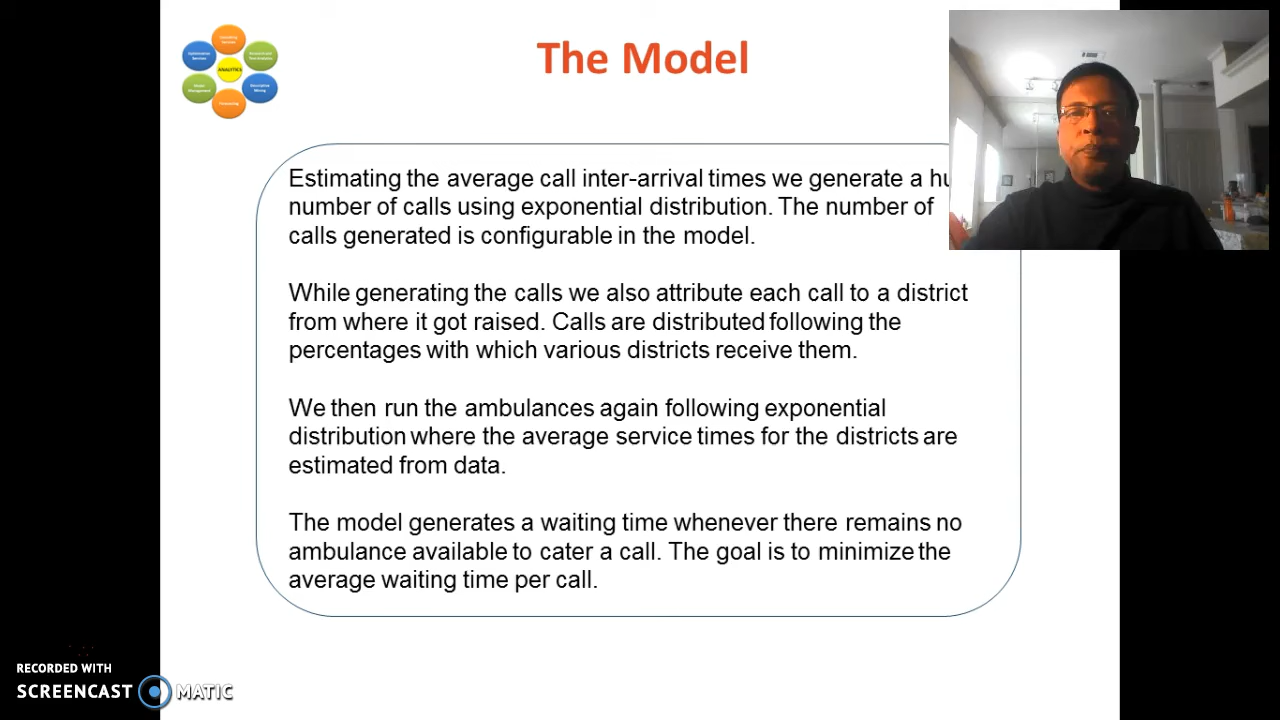 The Model
ANALYTICS
Forecasting
Estimating the average call inter-arrival times we generate a hu
number of calls using exponential distribution. The number of
calls generated is configurable in the model.
While generating the calls we also attribute each call to a district
from where it got raised. Calls are distributed following the
percentages with which various districts receive them.
We then run the ambulances again following exponential
distribution where the average service times for the districts are
estimated from data.
The model generates a waiting time whenever there remains no
ambulance available to cater a call. The goal is to minimize the
average waiting time per call.
RECORDED WITH
SCREENCAST MATIC